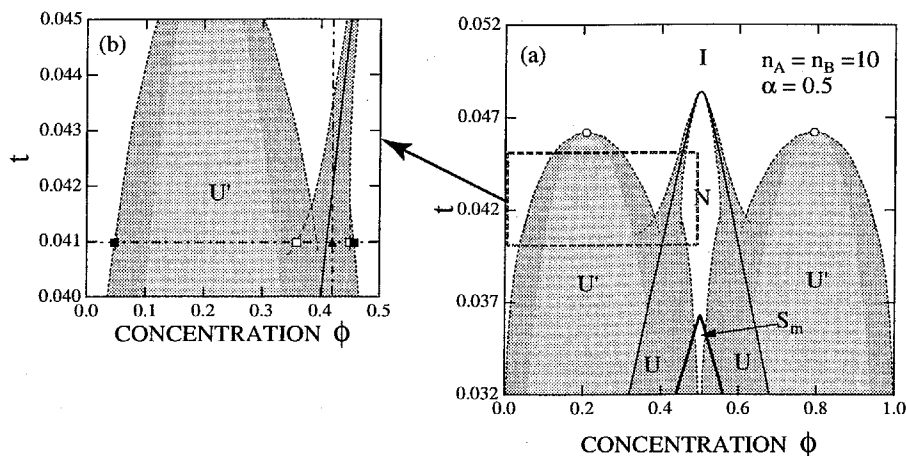 (b)
0.045
0.044
0.043
0.042
0.041
0.040
t
U'
0.0
0.1
0.2
0.3
0.4
0.5
CONCENTRATION ϕ
(a)
0.052
0.047
0.042
0.037
0.032
t
I
n_A = n_B = 10
α = 0.5
N
U'
U'
S_m
U
U
0.0
0.2
0.4
0.6
0.8
1.0
CONCENTRATION ϕ